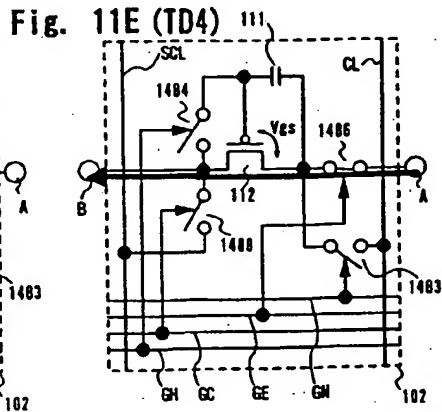 Fig. 11E (TD4)
111
SCL
CL
1484
VGS
1486
A
B
A
112
1488
1483
1483
102
GH
GC
GE
GN
102